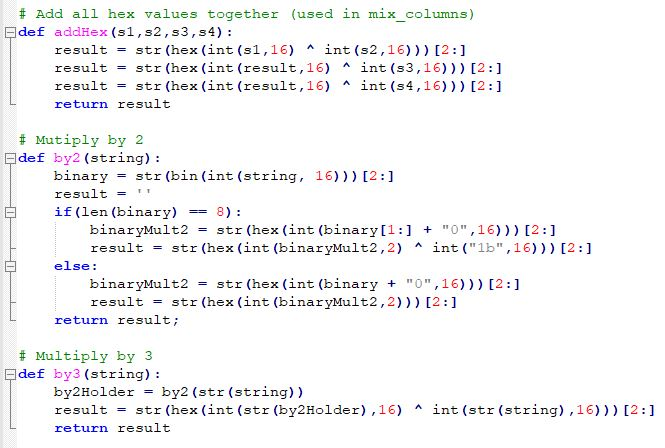 # Add all hex values together (used in mix_columns)
def addHex(s1,s2,s3,s4):
    result = str(hex(int(s1,16) ^ int(s2,16)))[2:]
    result = str(hex(int(result,16) ^ int(s3,16)))[2:]
    result = str(hex(int(result,16) ^ int(s4,16)))[2:]
    return result

# Mutiply by 2
def by2(string):
    binary = str(bin(int(string, 16)))[2:]
    result = ''
    if(len(binary) == 8):
        binaryMult2 = str(hex(int(binary[1:] + "0",16)))[2:]
        result = str(hex(int(binaryMult2,2) ^ int("1b",16)))[2:]
    else:
        binaryMult2 = str(hex(int(binary + "0",16)))[2:]
        result = str(hex(int(binaryMult2,2)))[2:]
    return result;

# Multiply by 3
def by3(string):
    by2Holder = by2(str(string))
    result = str(hex(int(str(by2Holder),16) ^ int(str(string),16)))[2:]
    return result